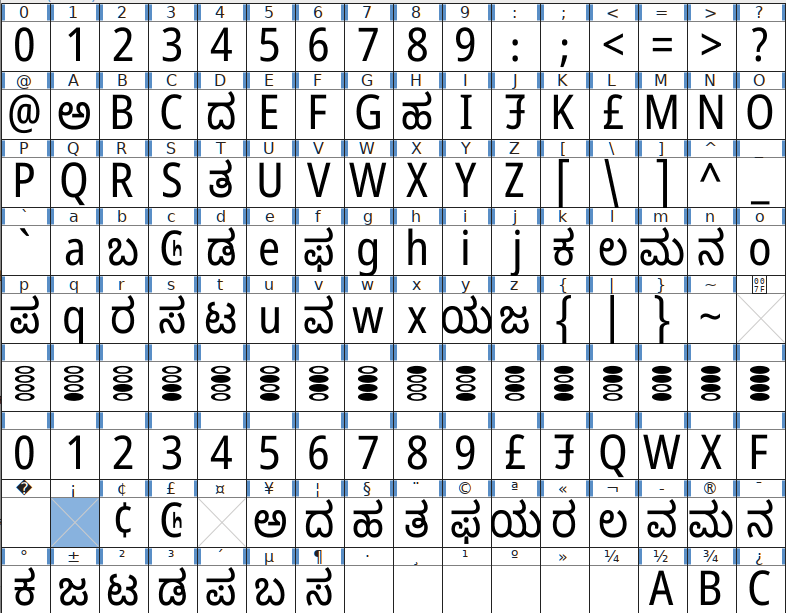 0 1 2 3 4 5 6 7 8 9 : ; < = > ?
0 1 2 3 4 5 6 7 8 9 : ; < = > ?
@ A B C D E F G H I J K L M N O
@ ಅ B C ದ E F G ಹ I K £ M N O
P Q R S T U V W X Y Z [ \ ] ^ _
P Q R S ತ U V W X Y Z [ \ ] ^ _
` a b c d e f g h i j k l m n o
` a ಬ ಡ e ಫ g h i j ಕ ಲ ಮ ನ o
p q r s t u v w x y z { | } ~ 007F
ಪ q ರ ಸ ಟ u ವ w x ಯ ಜ { | } ~
0 1 2 3 4 5 6 7 8 9 £ Q W X F
� ¡ ¢ £ ¤ ¥ ¦ § ¨ © ª « ¬ - ® ¯
¢ ಅ ದ ಹ ತ ಫ ಯ ರ ಲ ವ ಮ ನ
° ± ² ³ ´ µ ¶ · ¸ ¹ º » ¼ ½ ¾ ¿
ಕ ಜ ಟ ಡ ಪ ಬ ಸ A B C